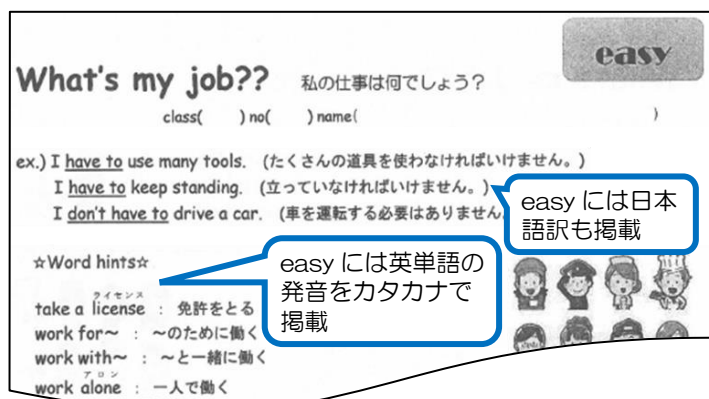 easy
What's my job??　私の仕事は何でしょう？
class(　　) no(　　) name(　　　　　　　　)
ex.) I have to use many tools. (たくさんの道具を使わなければいけません。)
I have to keep standing. (立っていなければいけません。)
I don't have to drive a car. (車を運転する必要はありません
easy には日本
語訳も掲載
☆Word hints☆
easy には英単語の
発音をカタカナで
掲載
ライセンス
take a license : 免許をとる
work for～ : ～のために働く
work with～ : ～と一緒に働く
アロン
work alone : 一人で働く